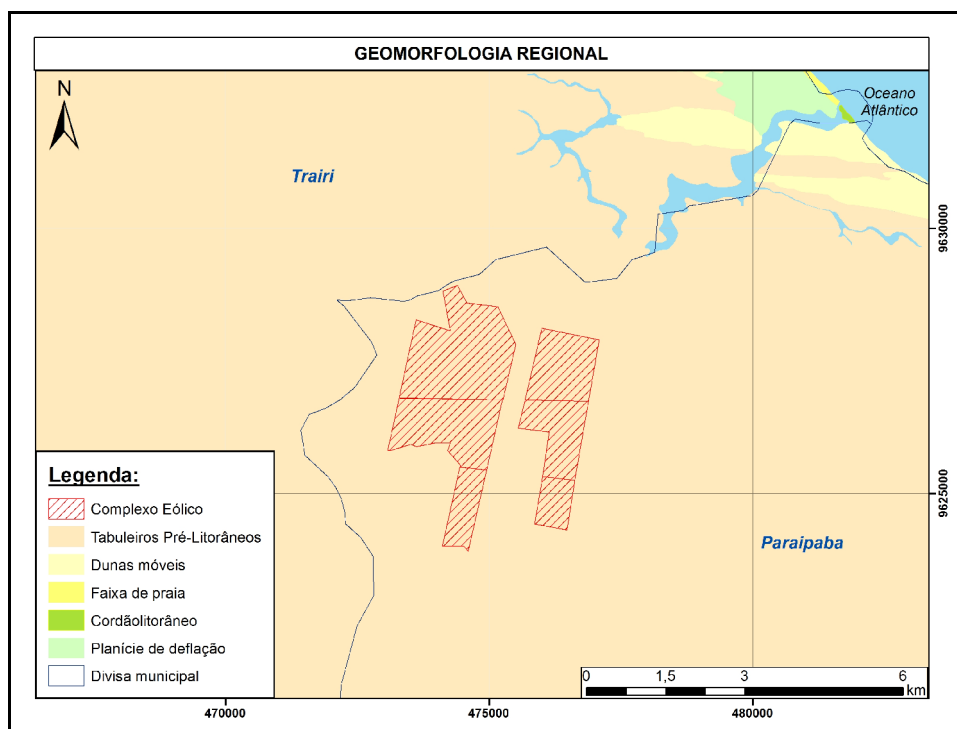 GEOMORFOLOGIA REGIONAL
N
Oceano
Atlântico
Trairi
9630000
Legenda:
Complexo Eólico
Tabuleiros Pré-Litorâneos
Dunas móveis
Faixa de praia
Cordãolitorâneo
Planície de deflação
Divisa municipal
9625000
Paraipaba
0 1,5 3 6
km
470000 475000 480000